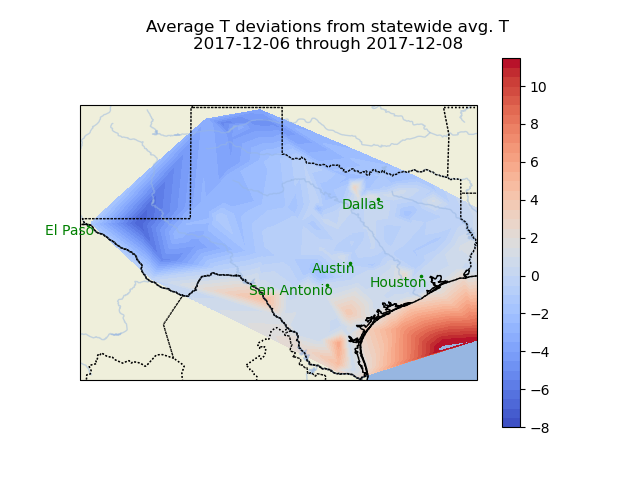 Average T deviations from statewide avg. T
2017-12-06 through 2017-12-08
10
8
6
4
2
0
−2
−4
−6
−8
Dallas
El Paso
Austin
Houston
San Antonio